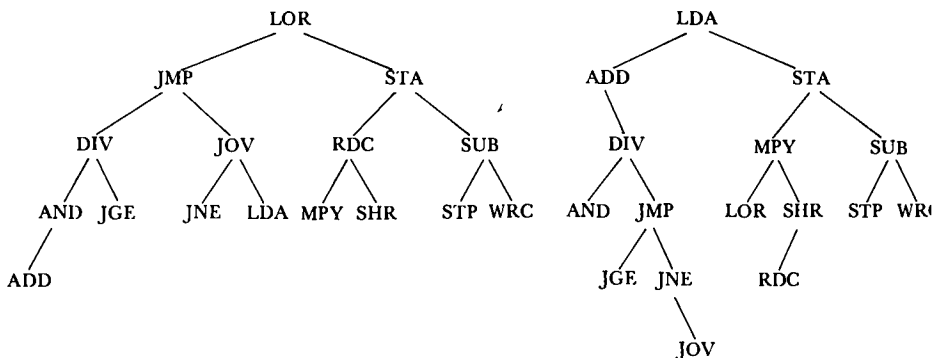 LOR LDA
JMP STA ADD STA
DIV JOV RDC SUB DIV MPY SUB
AND JGE JNE LDA MPY SHR STP WRC AND JMP LOR SHR STP WRC
ADD JGE JNE RDC
JOV